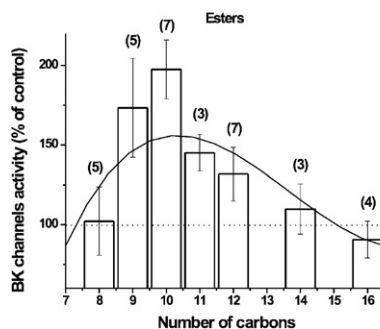 Esters
BK channels activity (% of control)
200
150
100
50
(5)
(5)
(7)
(3)
(7)
(3)
(4)
7 8 9 10 11 12 13 14 15 16
Number of carbons